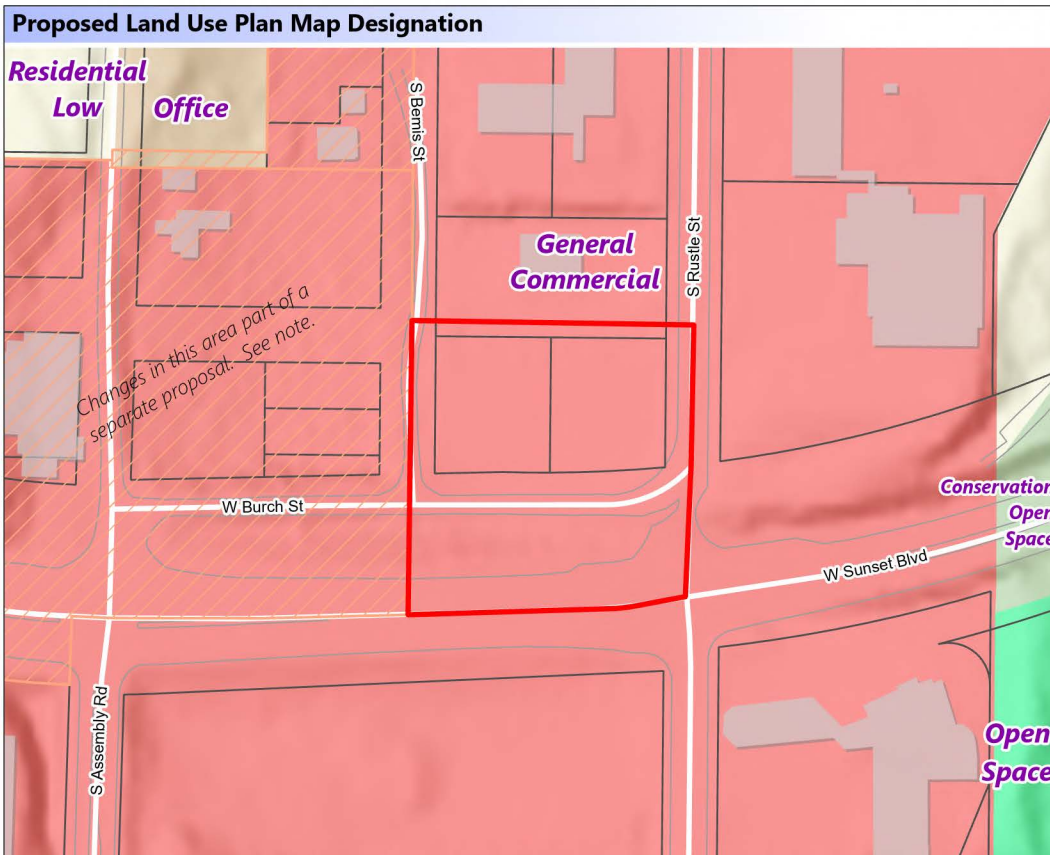 Proposed Land Use Plan Map Designation
Residential
Low
Office
S Bemis St
General
Commercial
S Rustle St
Changes in this area part of a
separate proposal. See note.
W Burch St
Conservation
Open
Space
W Sunset Blvd
S Assembly Rd
Open
Space